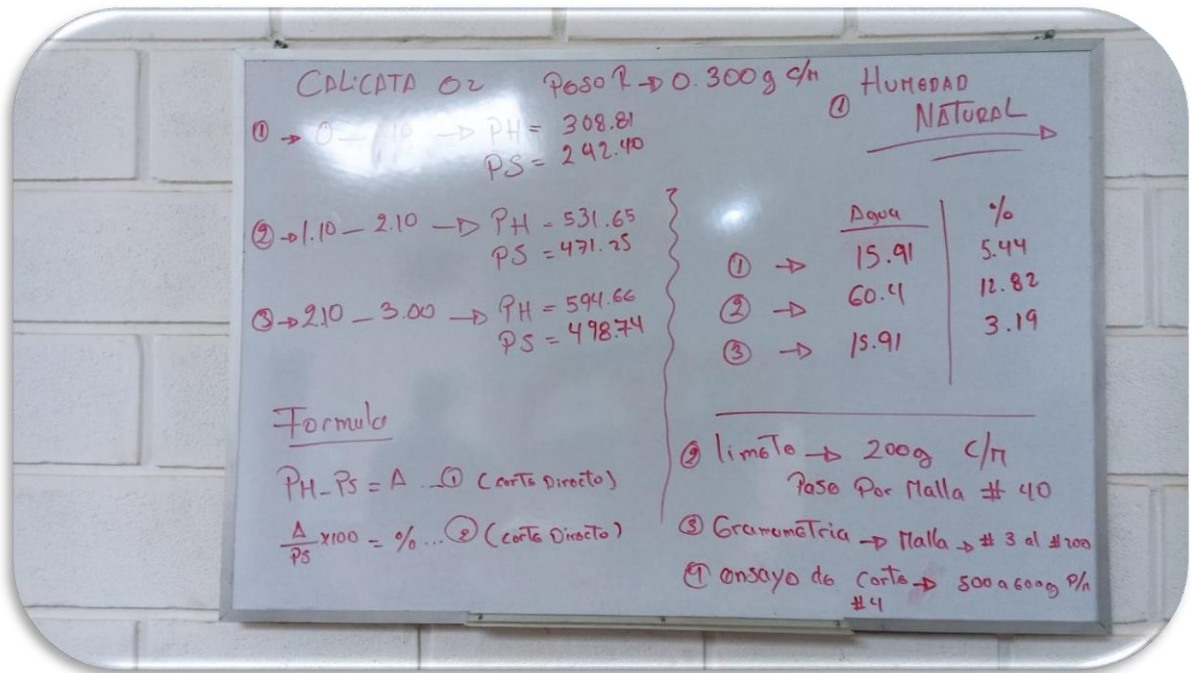 CALICATA 02 Peso R → 0.300g c/m
① → 0 — 1.10 → PH = 308.81
PS = 292.40
② → 1.10 — 2.10 → PH = 531.65
PS = 471.25
③ → 2.10 — 3.00 → PH = 594.66
PS = 498.74
Formula
PH - PS = A ... ① (corte Directo)
A/PS x100 = % ... ② (corte Directo)
① HUMEDAD
NATURAL
Agua %
① → 15.91 5.44
② → 60.4 12.82
③ → 15.91 3.19
② limete → 200g c/m
Paso Por Malla # 40
③ Granometria → Malla → # 3 al #200
④ ensayo de corte → 500 a 600g P/m
#4